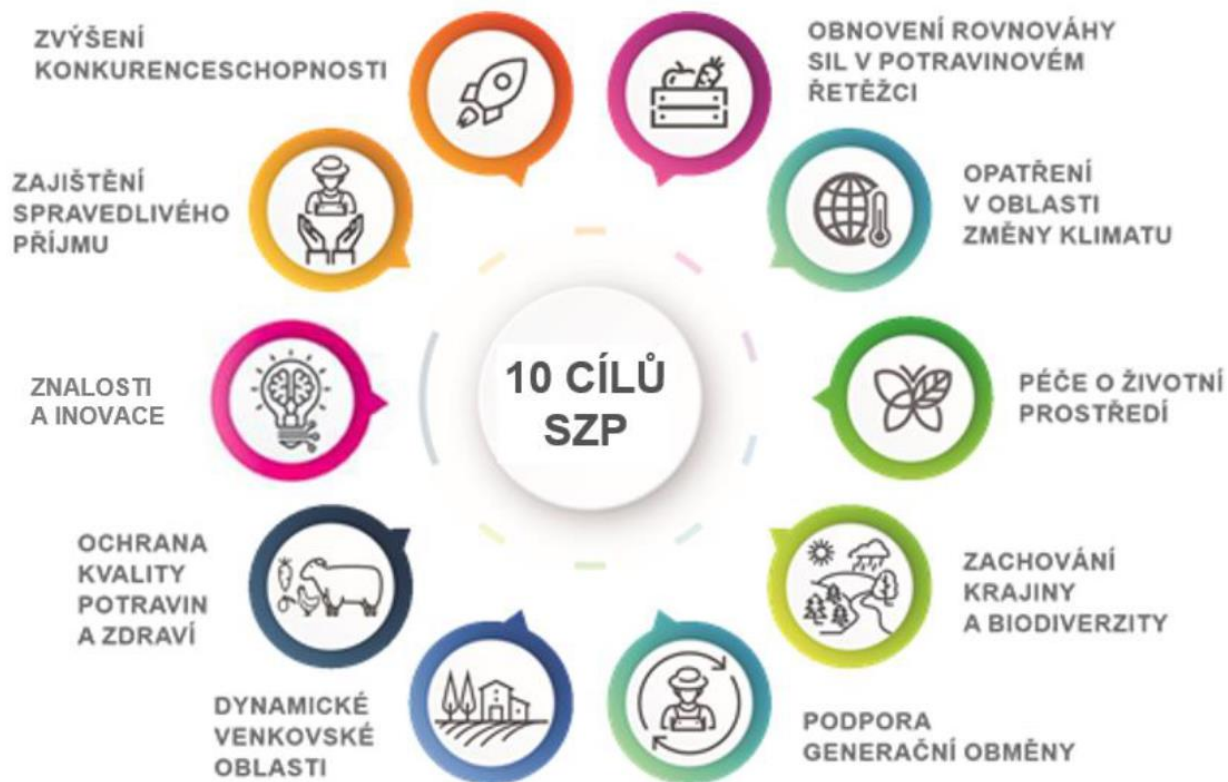 ZVÝŠENÍ
KONKURENCESCHOPNOSTI
OBNOVENÍ ROVNOVÁHY
SIL V POTRAVINOVÉM
ŘETĚŽCI
ZAJIŠTĚNÍ
SPRAVEDLIVÉHO
PŘÍJMU
OPATŘENÍ
V OBLASTI
ZMĚNY KLIMATU
ZNALOSTI
A INOVACE
10 CÍLŮ
SZP
PÉČE O ŽIVOTNÍ
PROSTŘEDÍ
OCHRANA
KVALITY
POTRAVIN
A ZDRAVÍ
ZACHOVÁNÍ
KRAJINY
A BIODIVERZITY
DYNAMICKÉ
VENKOVSKÉ
OBLASTI
PODPORA
GENERAČNÍ OBMĚNY